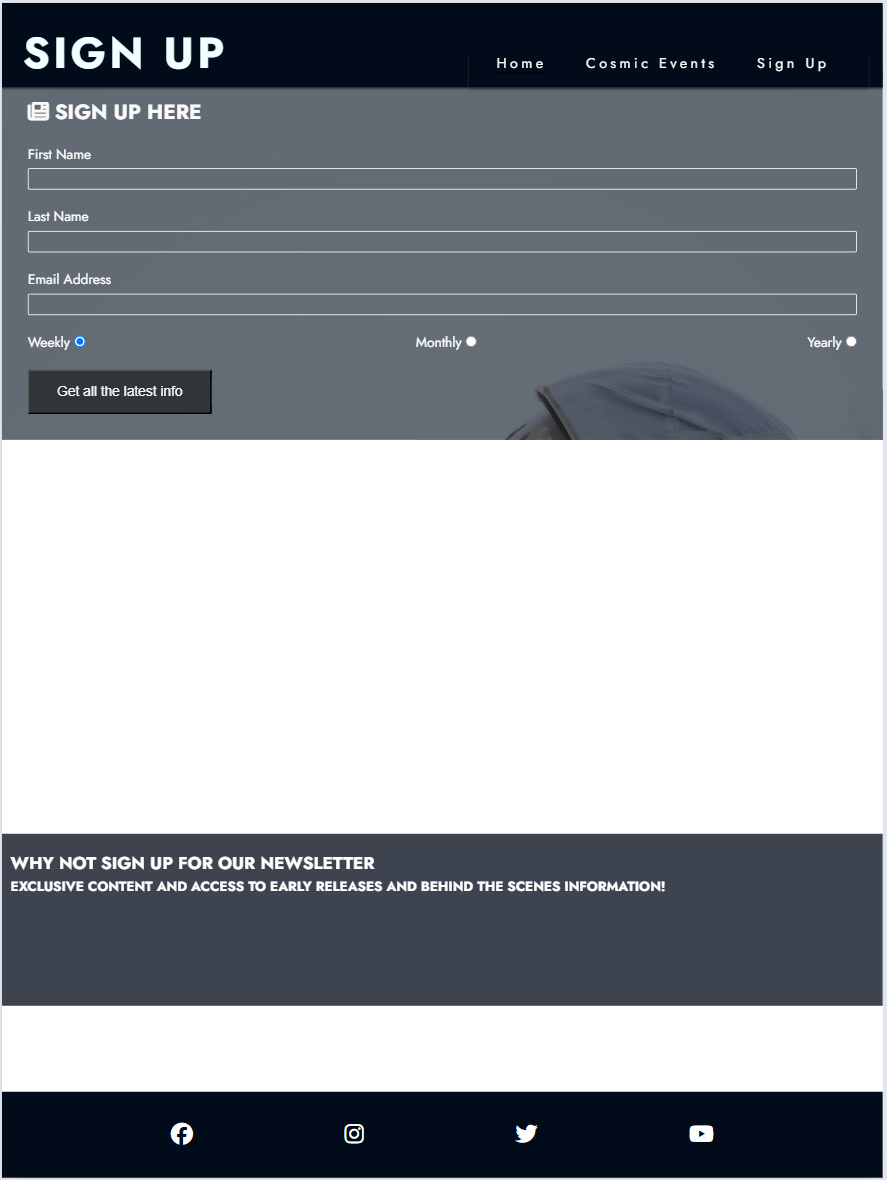 SIGN UP
Home Cosmic Events Sign Up
SIGN UP HERE
First Name
Last Name
Email Address
Weekly Monthly Yearly
Get all the latest info
WHY NOT SIGN UP FOR OUR NEWSLETTER
EXCLUSIVE CONTENT AND ACCESS TO EARLY RELEASES AND BEHIND THE SCENES INFORMATION!